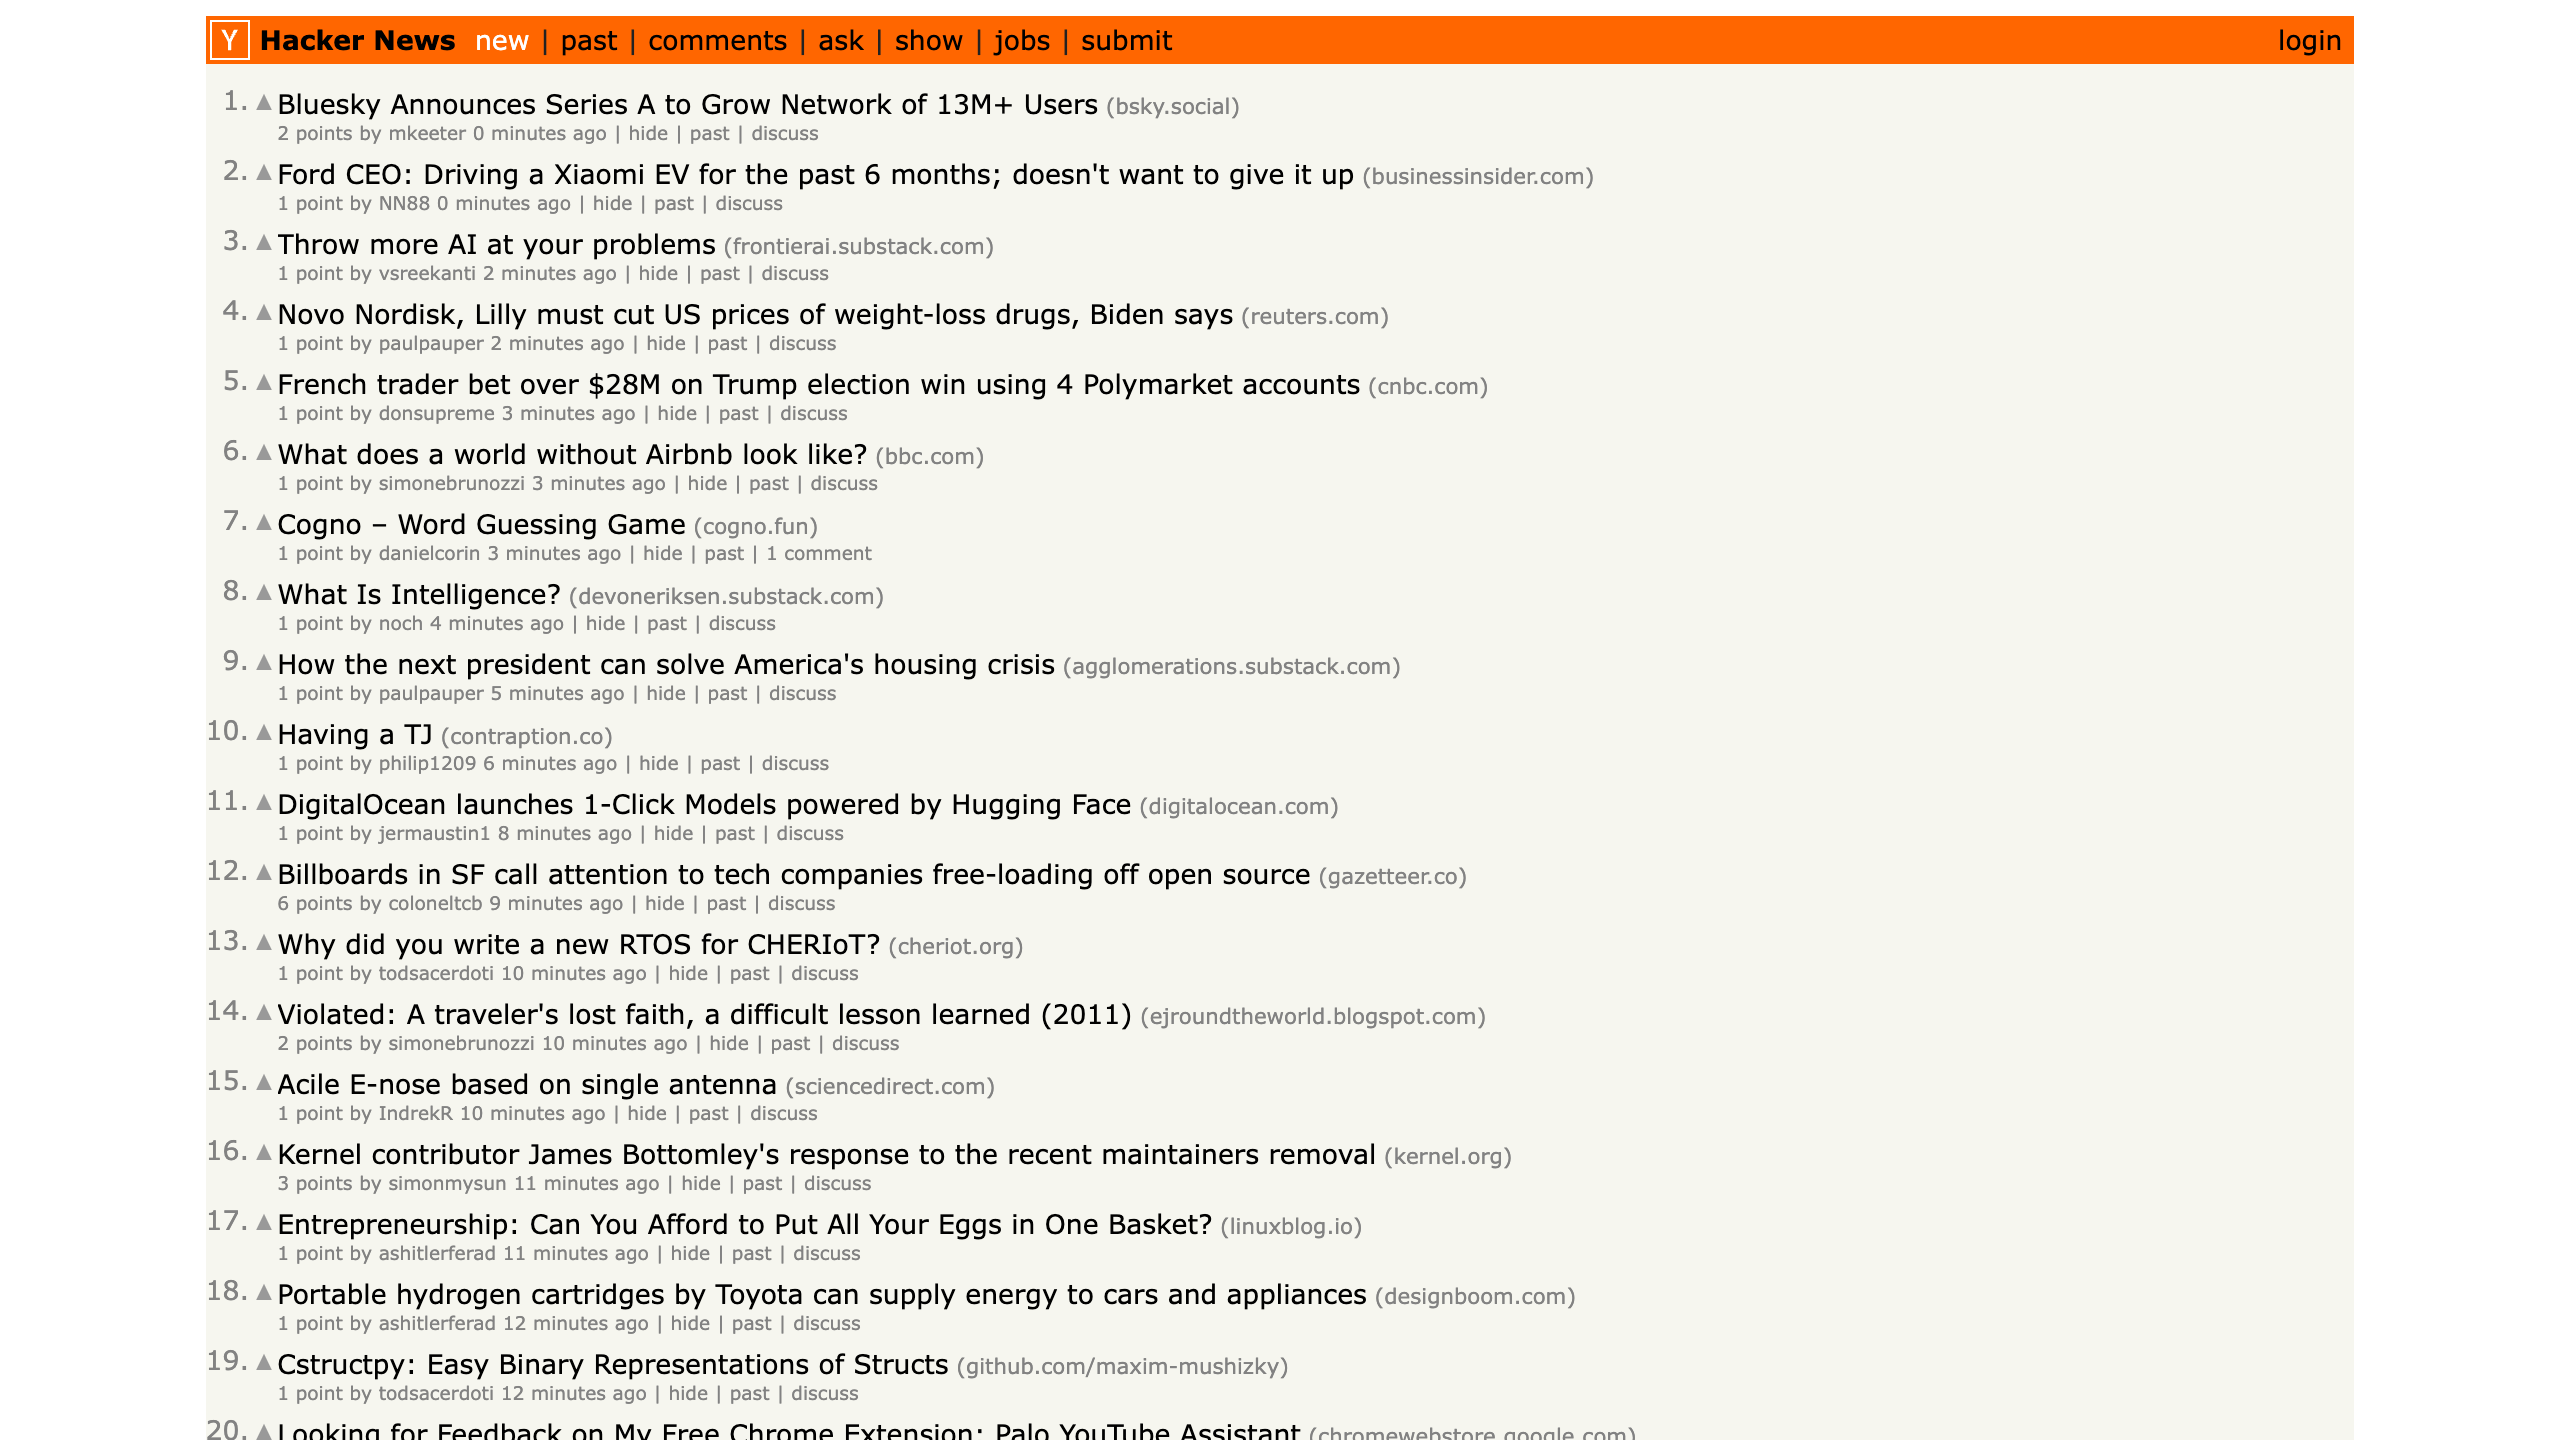 Y Hacker News new | past | comments | ask | show | jobs | submit login
1. ▲ Bluesky Announces Series A to Grow Network of 13M+ Users (bsky.social)
2 points by mkeeter 0 minutes ago | hide | past | discuss
2. ▲ Ford CEO: Driving a Xiaomi EV for the past 6 months; doesn't want to give it up (businessinsider.com)
1 point by NN88 0 minutes ago | hide | past | discuss
3. ▲ Throw more AI at your problems (frontierai.substack.com)
1 point by vsreekanti 2 minutes ago | hide | past | discuss
4. ▲ Novo Nordisk, Lilly must cut US prices of weight-loss drugs, Biden says (reuters.com)
1 point by paulpauper 2 minutes ago | hide | past | discuss
5. ▲ French trader bet over $28M on Trump election win using 4 Polymarket accounts (cnbc.com)
1 point by donsupreme 3 minutes ago | hide | past | discuss
6. ▲ What does a world without Airbnb look like? (bbc.com)
1 point by simonebrunozzi 3 minutes ago | hide | past | discuss
7. ▲ Cogno – Word Guessing Game (cogno.fun)
1 point by danielcorin 3 minutes ago | hide | past | 1 comment
8. ▲ What Is Intelligence? (devoneriksen.substack.com)
1 point by noch 4 minutes ago | hide | past | discuss
9. ▲ How the next president can solve America's housing crisis (agglomerations.substack.com)
1 point by paulpauper 5 minutes ago | hide | past | discuss
10. ▲ Having a TJ (contraption.co)
1 point by philip1209 6 minutes ago | hide | past | discuss
11. ▲ DigitalOcean launches 1-Click Models powered by Hugging Face (digitalocean.com)
1 point by jermaustin1 8 minutes ago | hide | past | discuss
12. ▲ Billboards in SF call attention to tech companies free-loading off open source (gazetteer.co)
6 points by coloneltcb 9 minutes ago | hide | past | discuss
13. ▲ Why did you write a new RTOS for CHERIoT? (cheriot.org)
1 point by todsacerdoti 10 minutes ago | hide | past | discuss
14. ▲ Violated: A traveler's lost faith, a difficult lesson learned (2011) (ejroundtheworld.blogspot.com)
2 points by simonebrunozzi 10 minutes ago | hide | past | discuss
15. ▲ Acile E-nose based on single antenna (sciencedirect.com)
1 point by IndrekR 10 minutes ago | hide | past | discuss
16. ▲ Kernel contributor James Bottomley's response to the recent maintainers removal (kernel.org)
3 points by simonmysun 11 minutes ago | hide | past | discuss
17. ▲ Entrepreneurship: Can You Afford to Put All Your Eggs in One Basket? (linuxblog.io)
1 point by ashitlerferad 11 minutes ago | hide | past | discuss
18. ▲ Portable hydrogen cartridges by Toyota can supply energy to cars and appliances (designboom.com)
1 point by ashitlerferad 12 minutes ago | hide | past | discuss
19. ▲ Cstructpy: Easy Binary Representations of Structs (github.com/maxim-mushizky)
1 point by todsacerdoti 12 minutes ago | hide | past | discuss
20. ▲ Looking for Feedback on My Free Chrome Extension: Palo YouTube Assistant (chromewebstore.google.com)